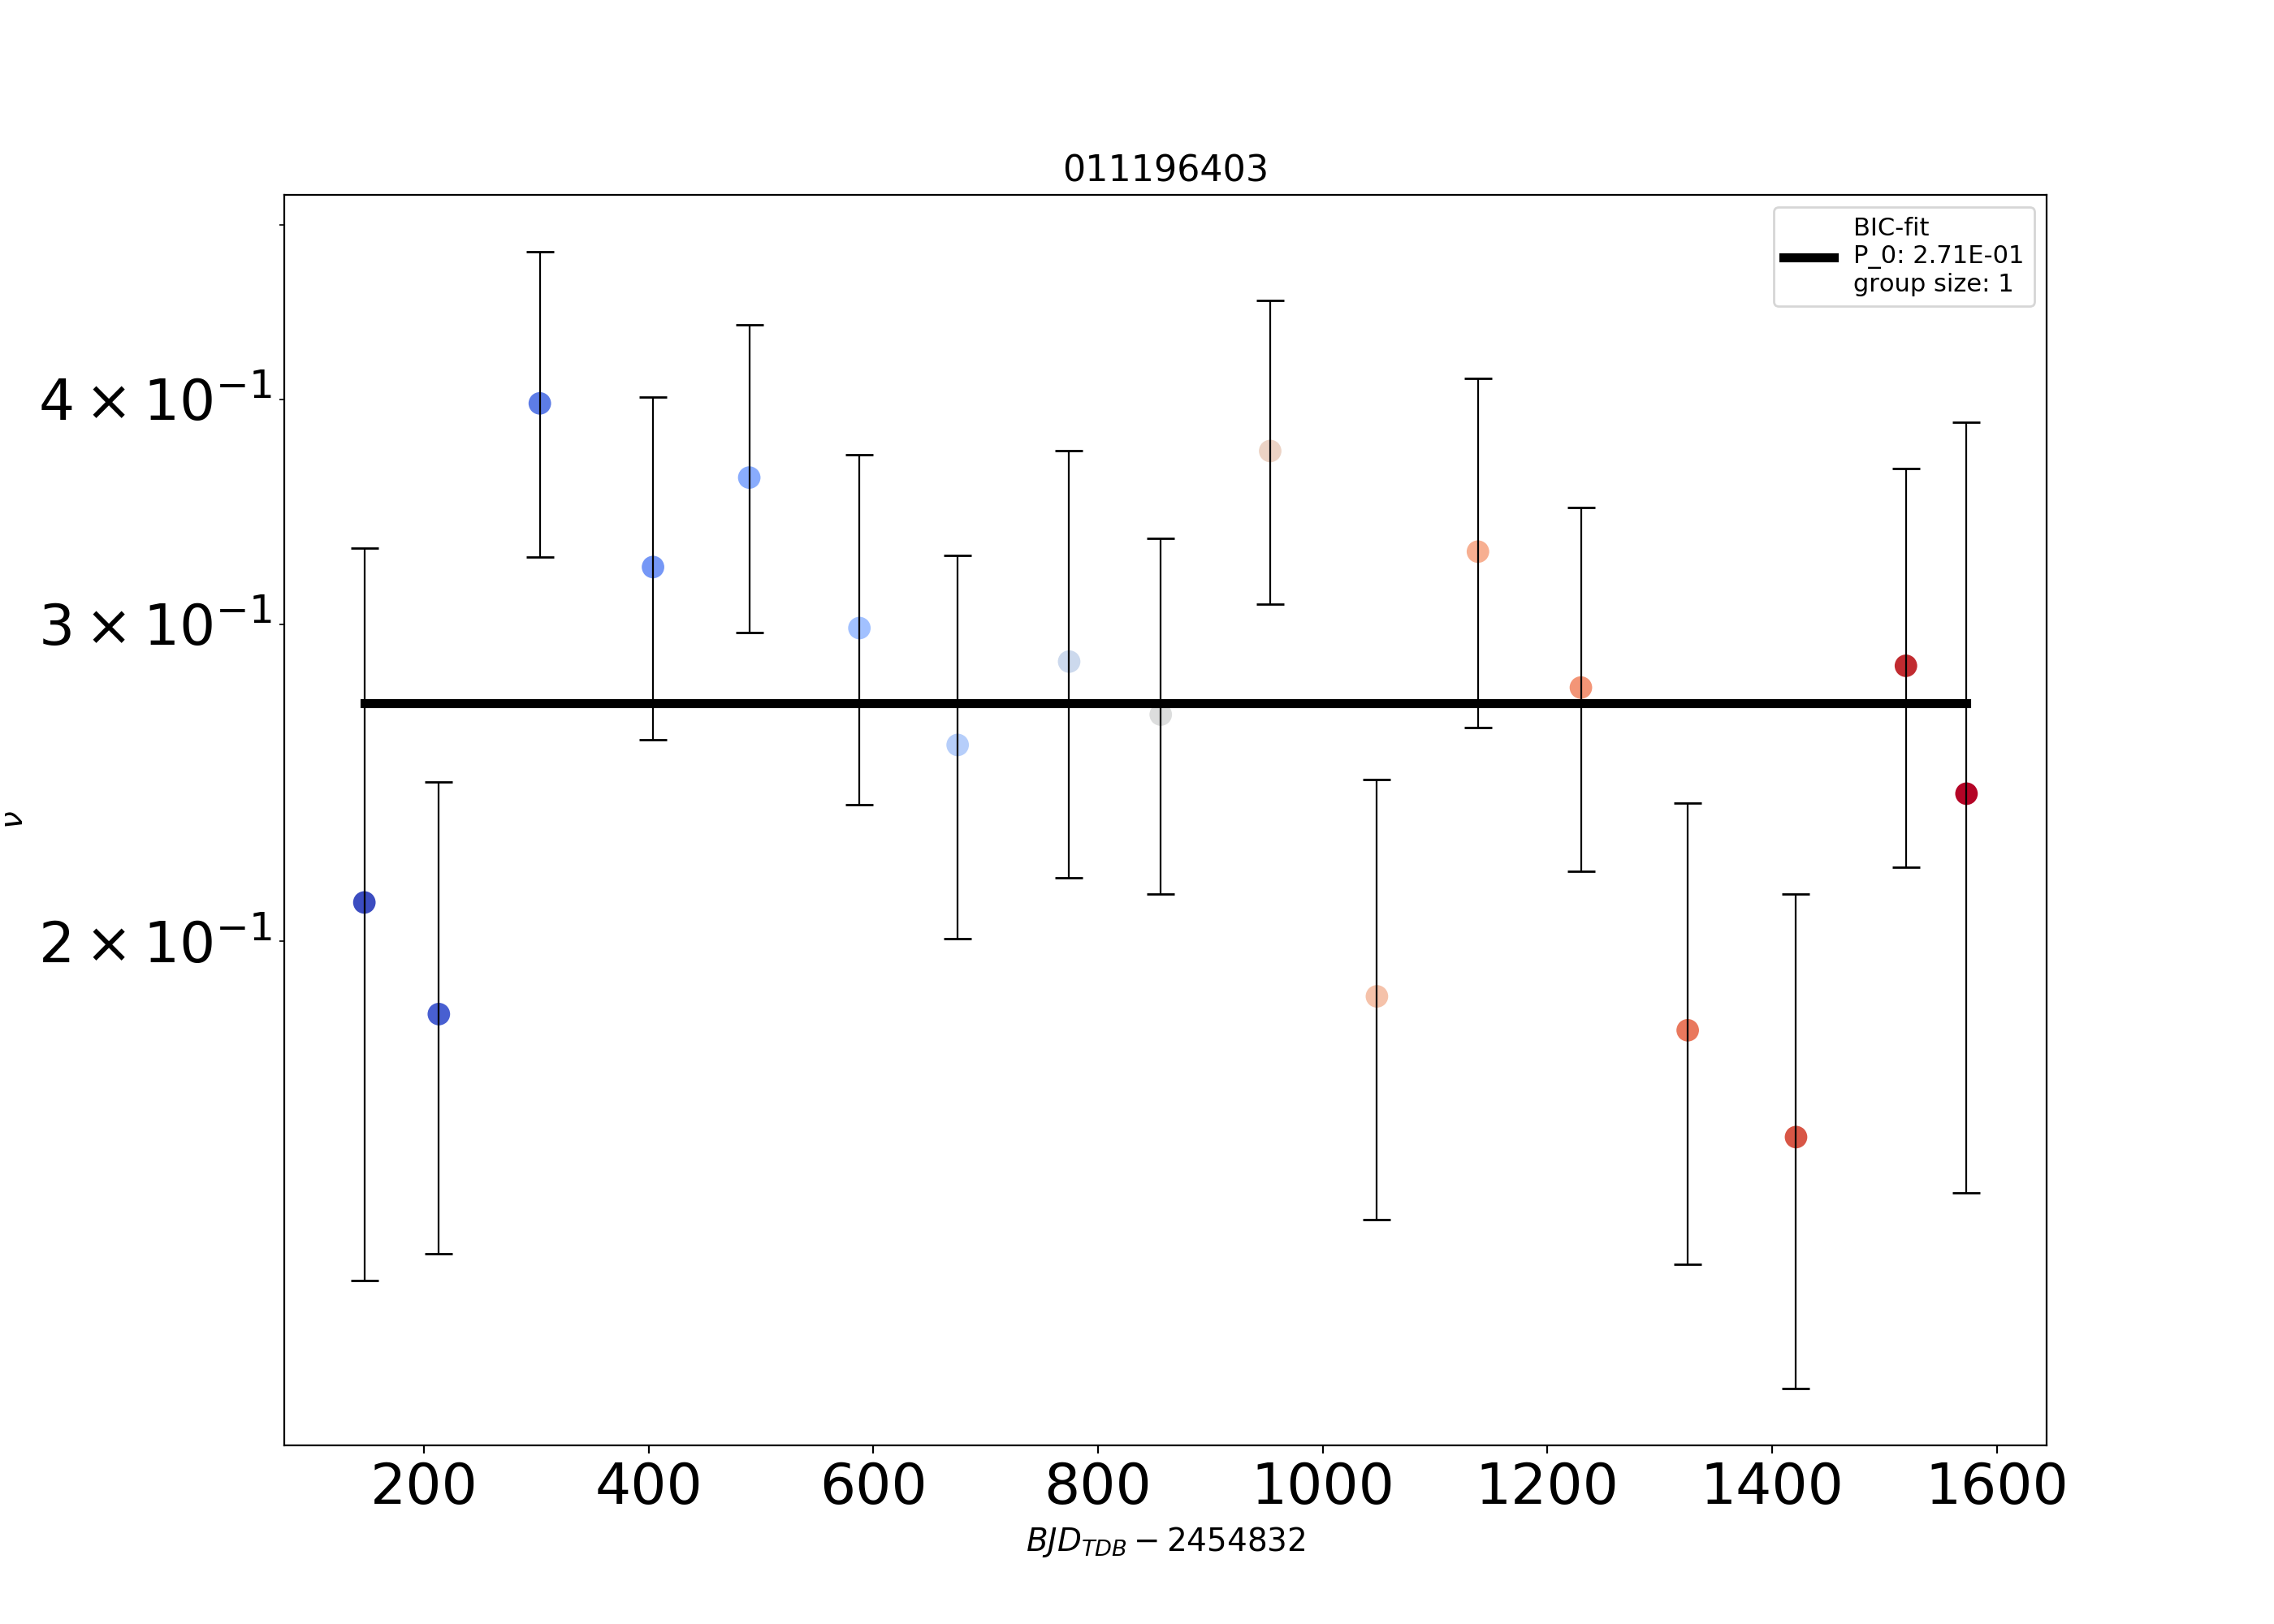 011196403
BIC-fit
P_0: 2.71E-01
group size: 1
4 × 10⁻¹
3 × 10⁻¹
2 × 10⁻¹
ν
200 400 600 800 1000 1200 1400 1600
BJD_TDB − 2454832